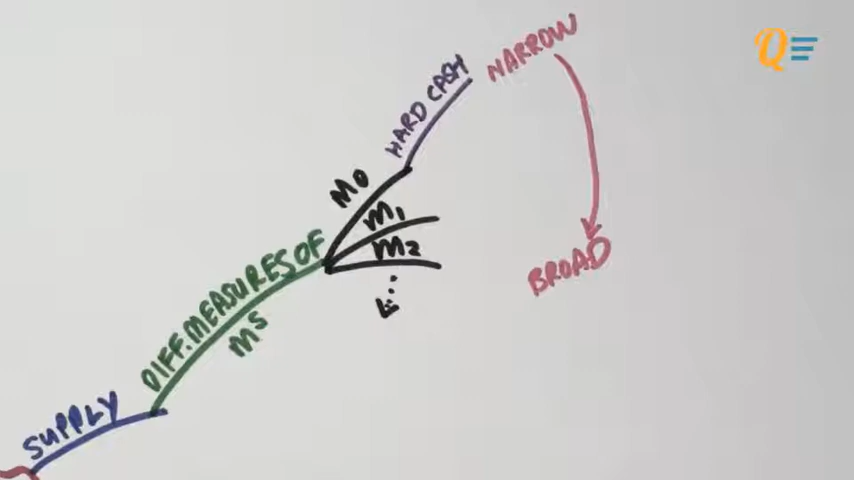 NARROW
HARD CASH
M0
M1
M2
BROAD
DIFF. MEASURES OF
MS
SUPPLY
Q